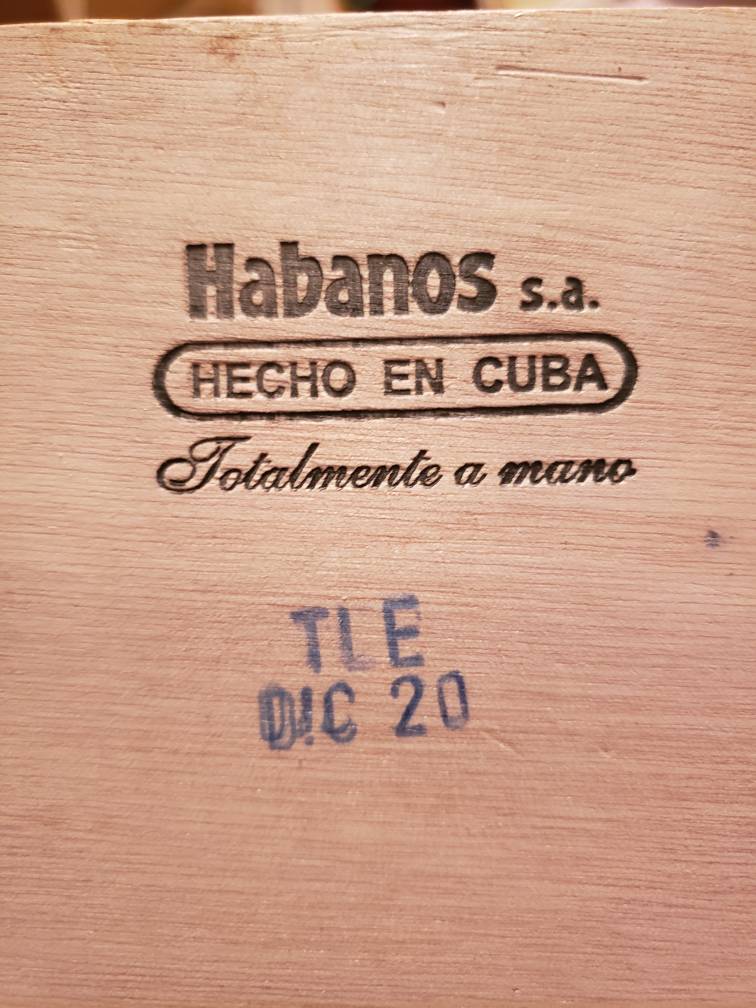 Habanos s.a.
HECHO EN CUBA
Totalmente a mano
TLE
DIC 20